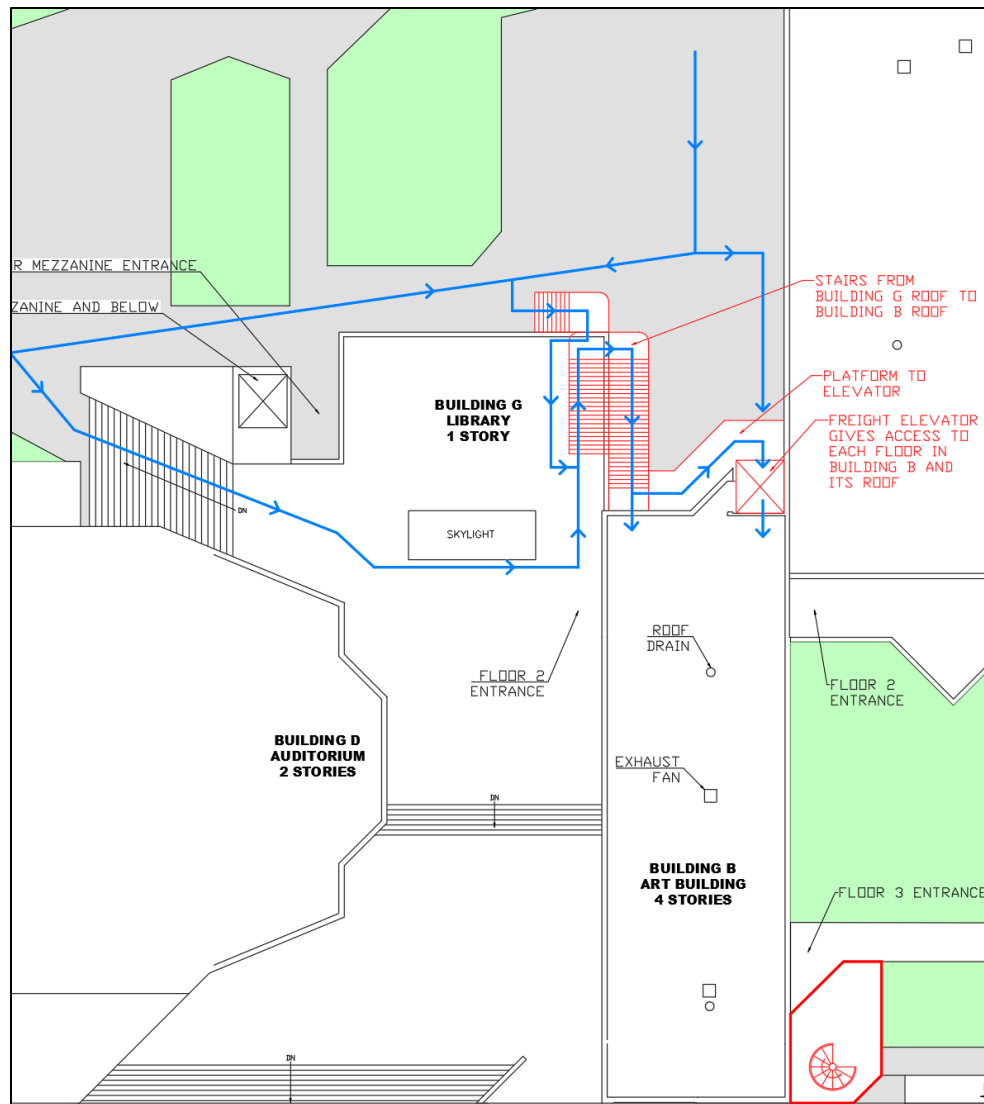 R MEZZANINE ENTRANCE
ZANINE AND BELOW
STAIRS FROM
BUILDING G ROOF TO
BUILDING B ROOF
PLATFORM TO
ELEVATOR
BUILDING G
LIBRARY
1 STORY
FREIGHT ELEVATOR
GIVES ACCESS TO
EACH FLOOR IN
BUILDING B AND
ITS ROOF
DN
SKYLIGHT
ROOF
DRAIN
FLOOR 2
ENTRANCE
FLOOR 2
ENTRANCE
BUILDING D
AUDITORIUM
2 STORIES
EXHAUST
FAN
DN
BUILDING B
ART BUILDING
4 STORIES
FLOOR 3 ENTRANCE
DN